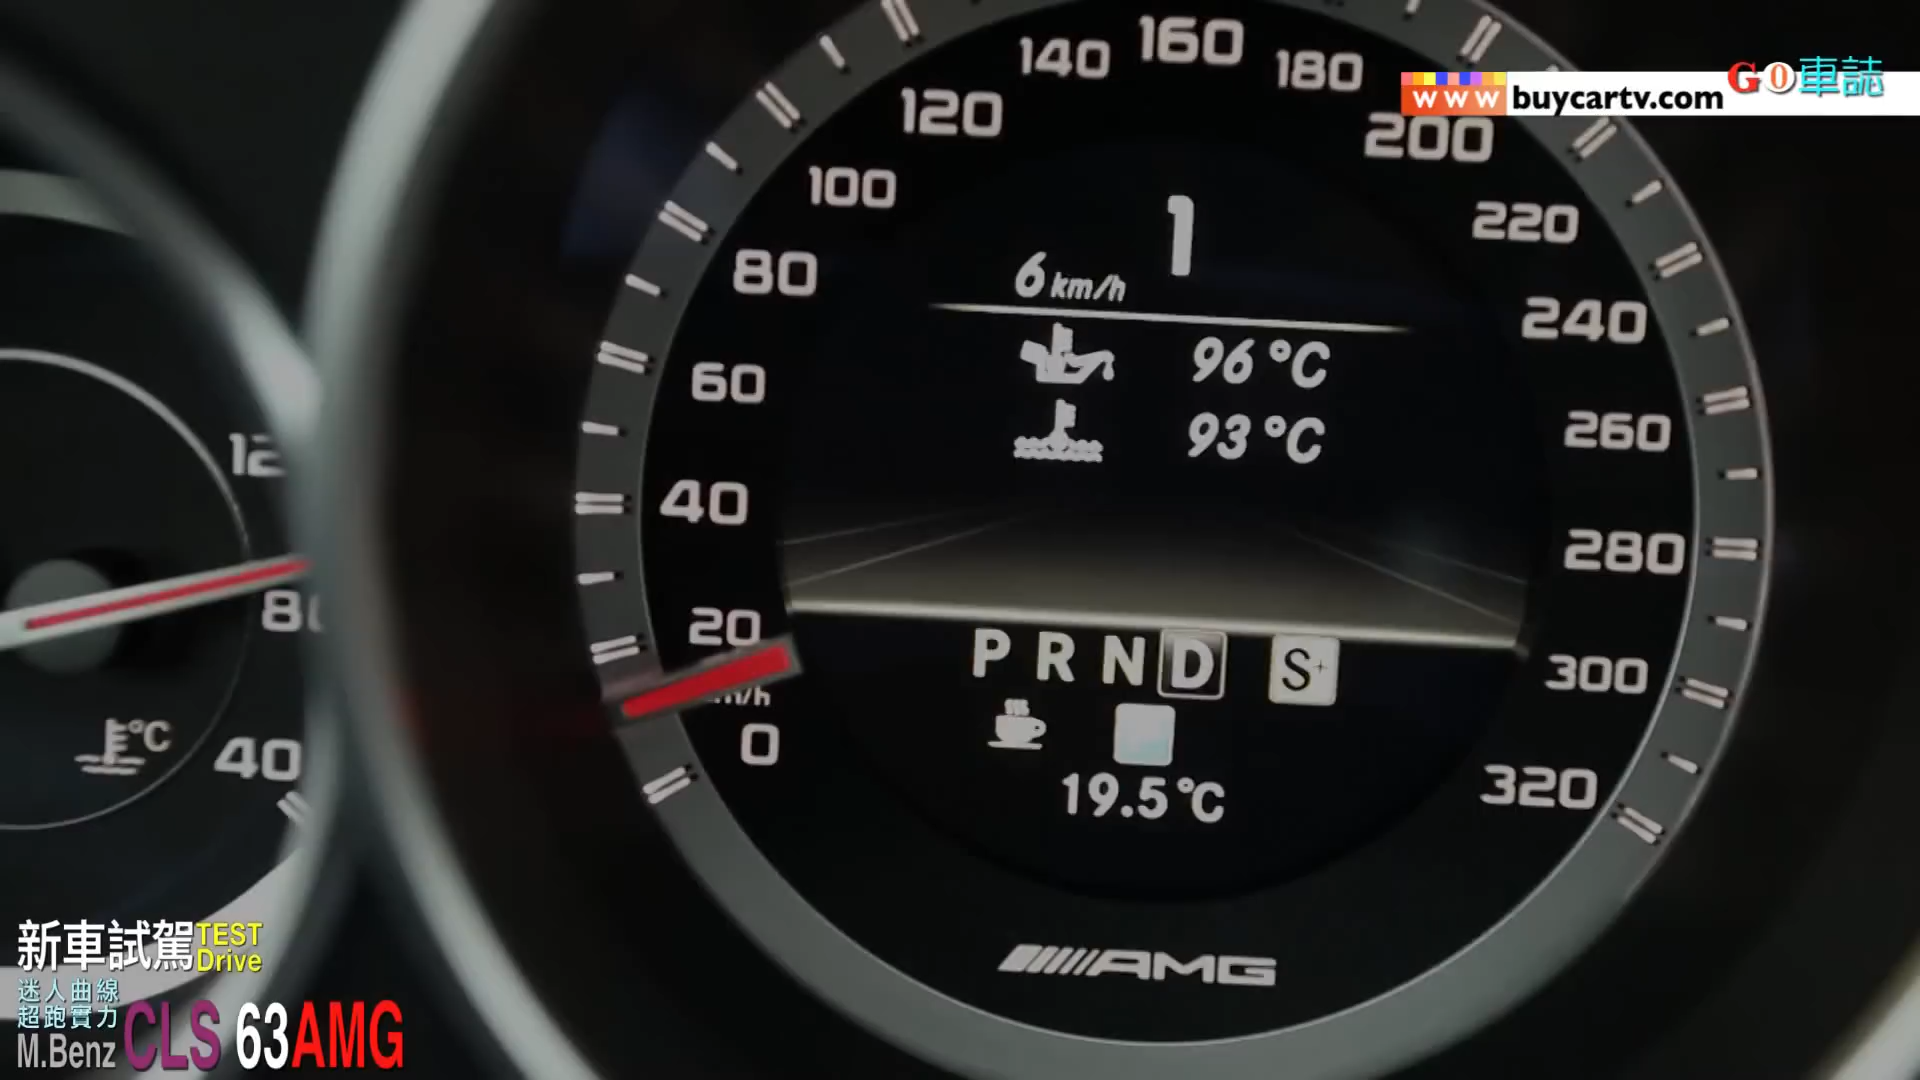 140 160 180
120 200
100 220
80 240
60 260
40 280
20 300
0 320
www buycartv.com GO車誌
1
6 km/h
96 °C
93 °C
P R N D S+
19.5 °C
AMG
80
°C
40
新車試駕 TEST Drive
迷人曲線
超跑實力
M.Benz CLS 63 AMG